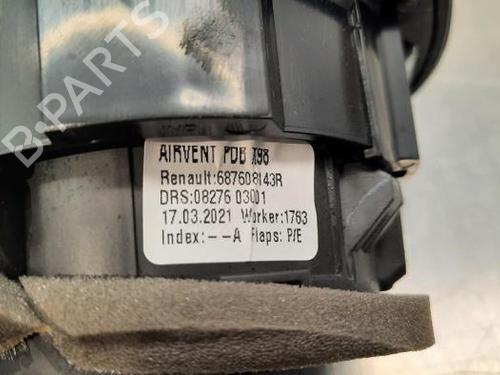 B-PARTS
AIRVENT PDB X98
Renault:687608143R
DRS:08276 03001
17.03.2021 Worker:1763
Index:--A Flaps: P/E